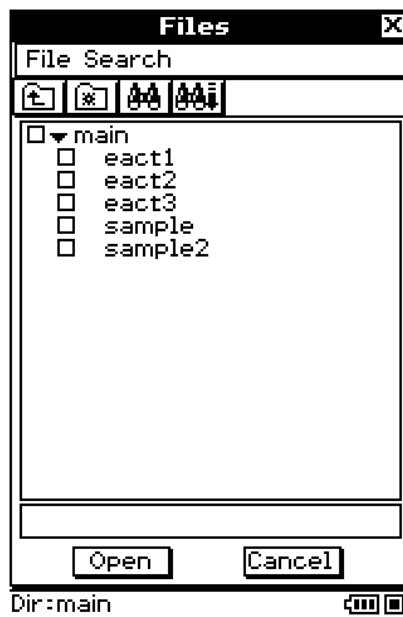 Files
File Search
main
eact1
eact2
eact3
sample
sample2
Open Cancel
Dir:main